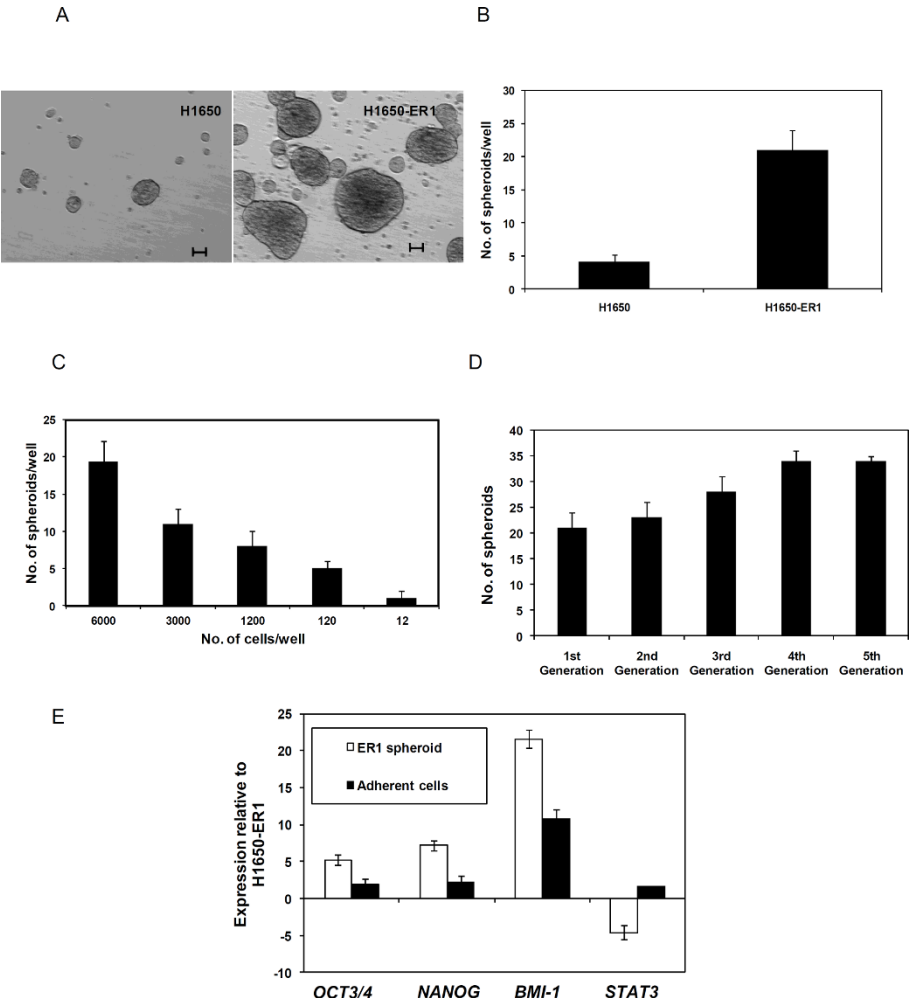 A
B
H1650
H1650-ER1
No. of spheroids/well
30
25
20
15
10
5
0
H1650
H1650-ER1
C
D
No. of spheroids/well
25
20
15
10
5
0
6000
3000
1200
120
12
No. of cells/well
No. of spheroids
40
35
30
25
20
15
10
5
0
1st Generation
2nd Generation
3rd Generation
4th Generation
5th Generation
E
Expression relative to
H1650-ER1
25
20
15
10
5
0
-5
-10
ER1 spheroid
Adherent cells
OCT3/4
NANOG
BMI-1
STAT3